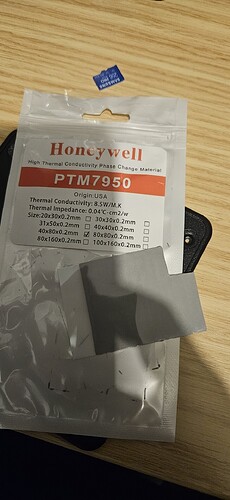 Honeywell
High Thermal Conductivity Phase Change Material
PTM7950
Origin:USA
Thermal Conductivity: 8.5W/M.K
Thermal Impedance: 0.04℃-cm2/w
Size:20x30x0.2mm 30x30x0.2mm
31x50x0.2mm 40x40x0.2mm
40x80x0.2mm 80x80x0.2mm
80x160x0.2mm 100x160x0.2mm